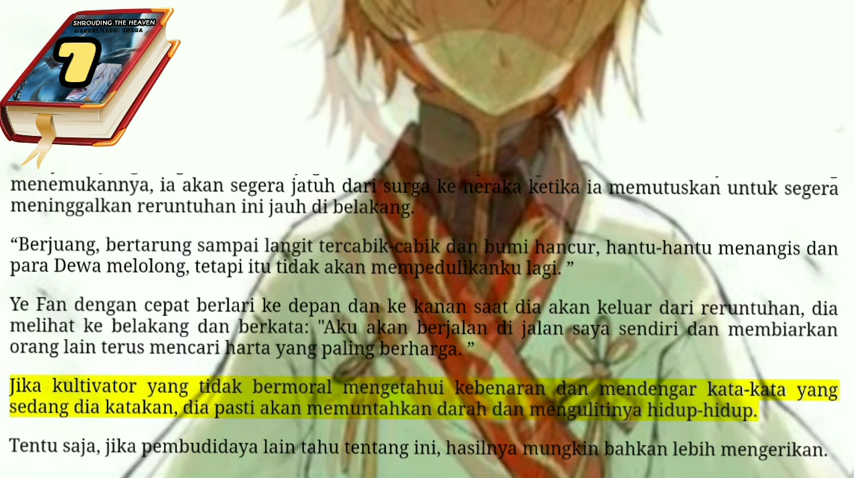 SHROUDING THE HEAVEN
7
menemukannya, ia akan segera jatuh dari surga ke neraka ketika ia memutuskan untuk segera
meninggalkan reruntuhan ini jauh di belakang.
“Berjuang, bertarung sampai langit tercabik-cabik dan bumi hancur, hantu-hantu menangis dan
para Dewa melolong, tetapi itu tidak akan mempedulikanku lagi. ”
Ye Fan dengan cepat berlari ke depan dan ke kanan saat dia akan keluar dari reruntuhan, dia
melihat ke belakang dan berkata: "Aku akan berjalan di jalan saya sendiri dan membiarkan
orang lain terus mencari harta yang paling berharga. ”
Jika kultivator yang tidak bermoral mengetahui kebenaran dan mendengar kata-kata yang
sedang dia katakan, dia pasti akan memuntahkan darah dan mengulitinya hidup-hidup.
Tentu saja, jika pembudidaya lain tahu tentang ini, hasilnya mungkin bahkan lebih mengerikan.